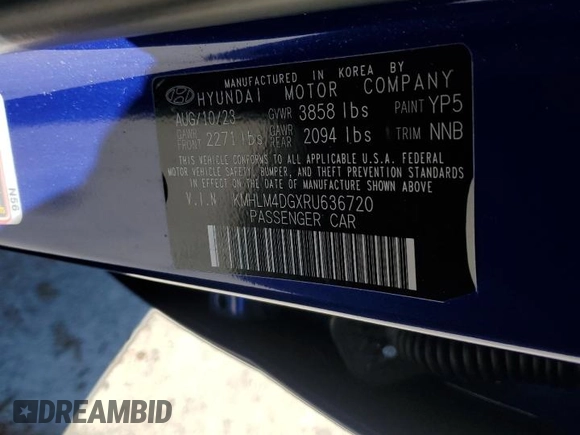 MANUFACTURED IN KOREA BY
HYUNDAI MOTOR COMPANY
AUG/10/23 GVWR 3858 lbs PAINT YP5
GAWR FRONT 2271 lbs GAWR REAR 2094 lbs TRIM NNB
THIS VEHICLE CONFORMS TO ALL APPLICABLE U.S.A. FEDERAL
MOTOR VEHICLE SAFETY, BUMPER, AND THEFT PREVENTION STANDARDS
IN EFFECT ON THE DATE OF MANUFACTURE SHOWN ABOVE.
V.I.N. KMHLM4DGXRU636720
PASSENGER CAR
N56
DREAMBID